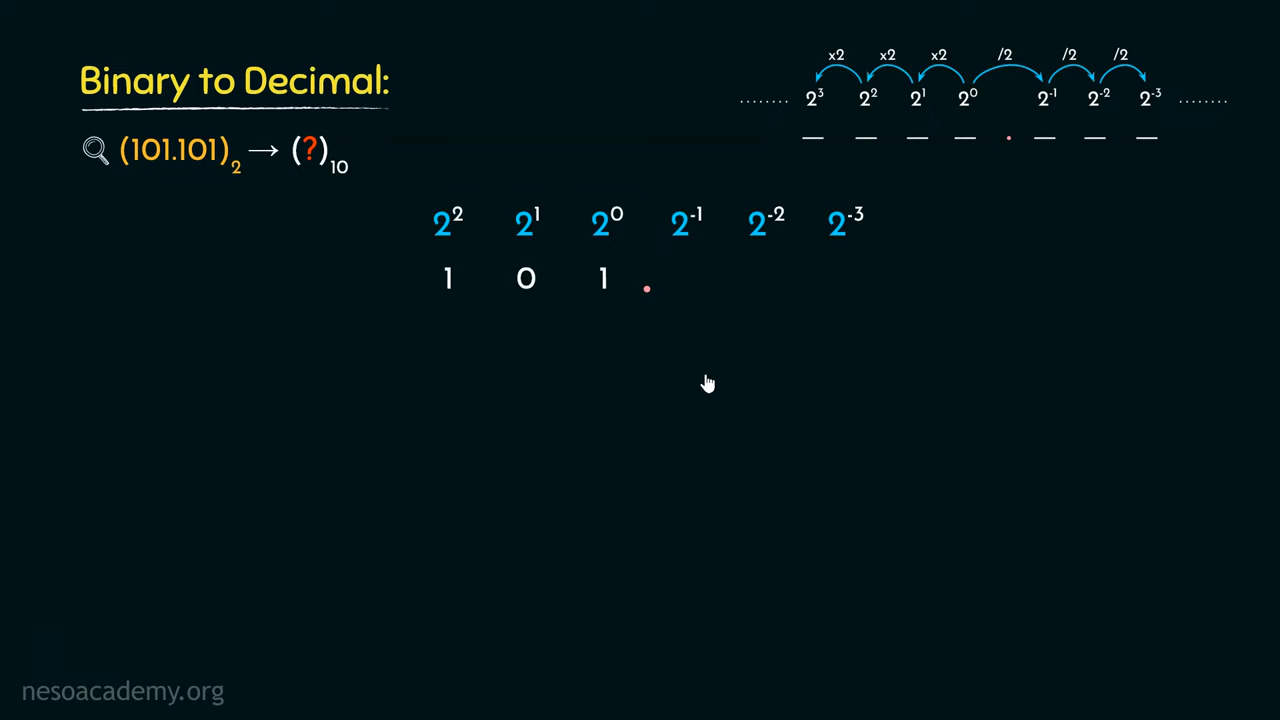 Binary to Decimal:
x2 x2 x2 /2 /2 /2
........ 2³ 2² 2¹ 2⁰ 2⁻¹ 2⁻² 2⁻³ ........
— — — — . — — —
(101.101)₂ → (?)₁₀
2² 2¹ 2⁰ 2⁻¹ 2⁻² 2⁻³
1 0 1 .
nesoacademy.org